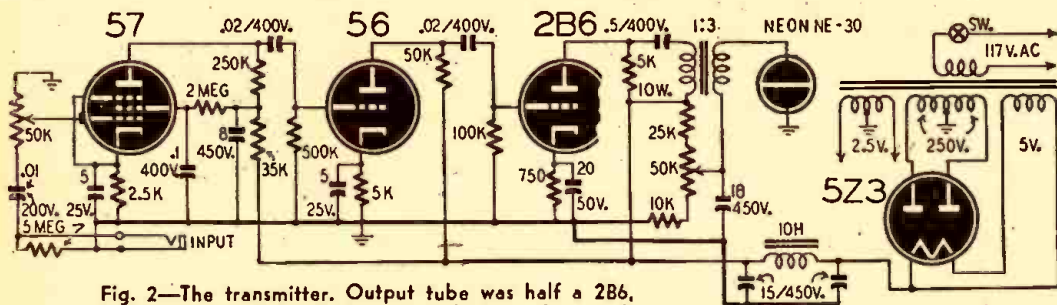 57
.02/400V.
56
.02/400V.
2B6
.5/400V.
1:3
NEON NE-30
SW.
117 V. AC
250K
50K
5K
10W.
2 MEG
50K
8
450V.
.1
400V.
35K
500K
100K
25K
50K
2.5V.
250V.
5V.
5Z3
.01
200V.
5
25V.
2.5K
5
25V.
5K
750
20
50V.
10K
18
450V.
5 MEG
INPUT
10H
15/450V.
Fig. 2—The transmitter. Output tube was half a 2B6.